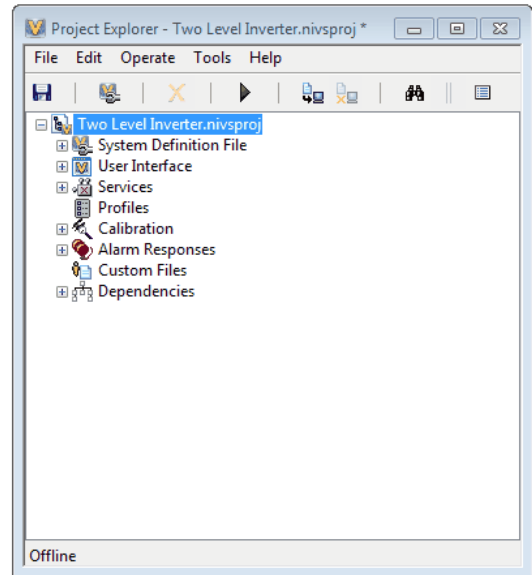 Project Explorer - Two Level Inverter.nivsproj *
File Edit Operate Tools Help
Two Level Inverter.nivsproj
System Definition File
User Interface
Services
Profiles
Calibration
Alarm Responses
Custom Files
Dependencies
Offline